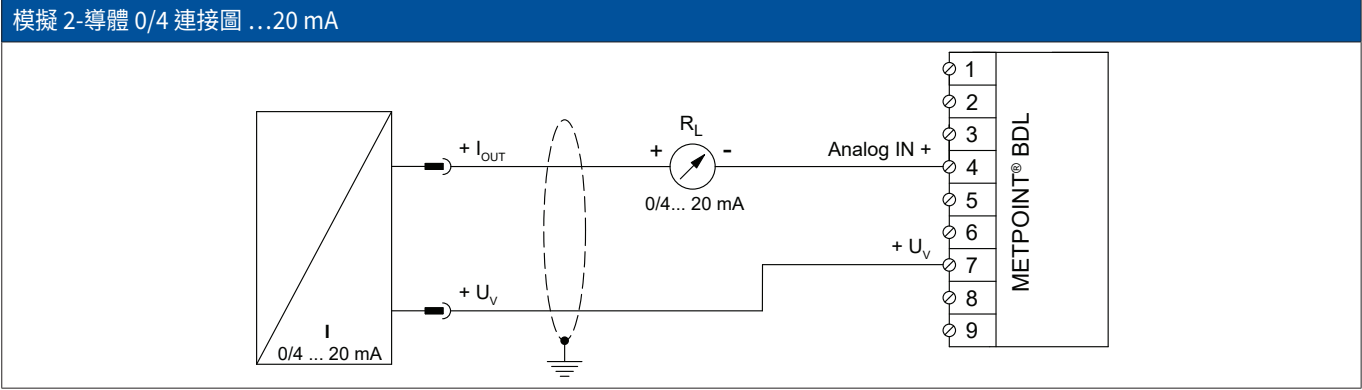 模擬 2-導體 0/4 連接圖 …20 mA
1
2
R_L
3
METPOINT® BDL
+ I_OUT
+
-
Analog IN +
4
0/4... 20 mA
5
6
+ U_V
7
+ U_V
8
I
9
0/4 ... 20 mA